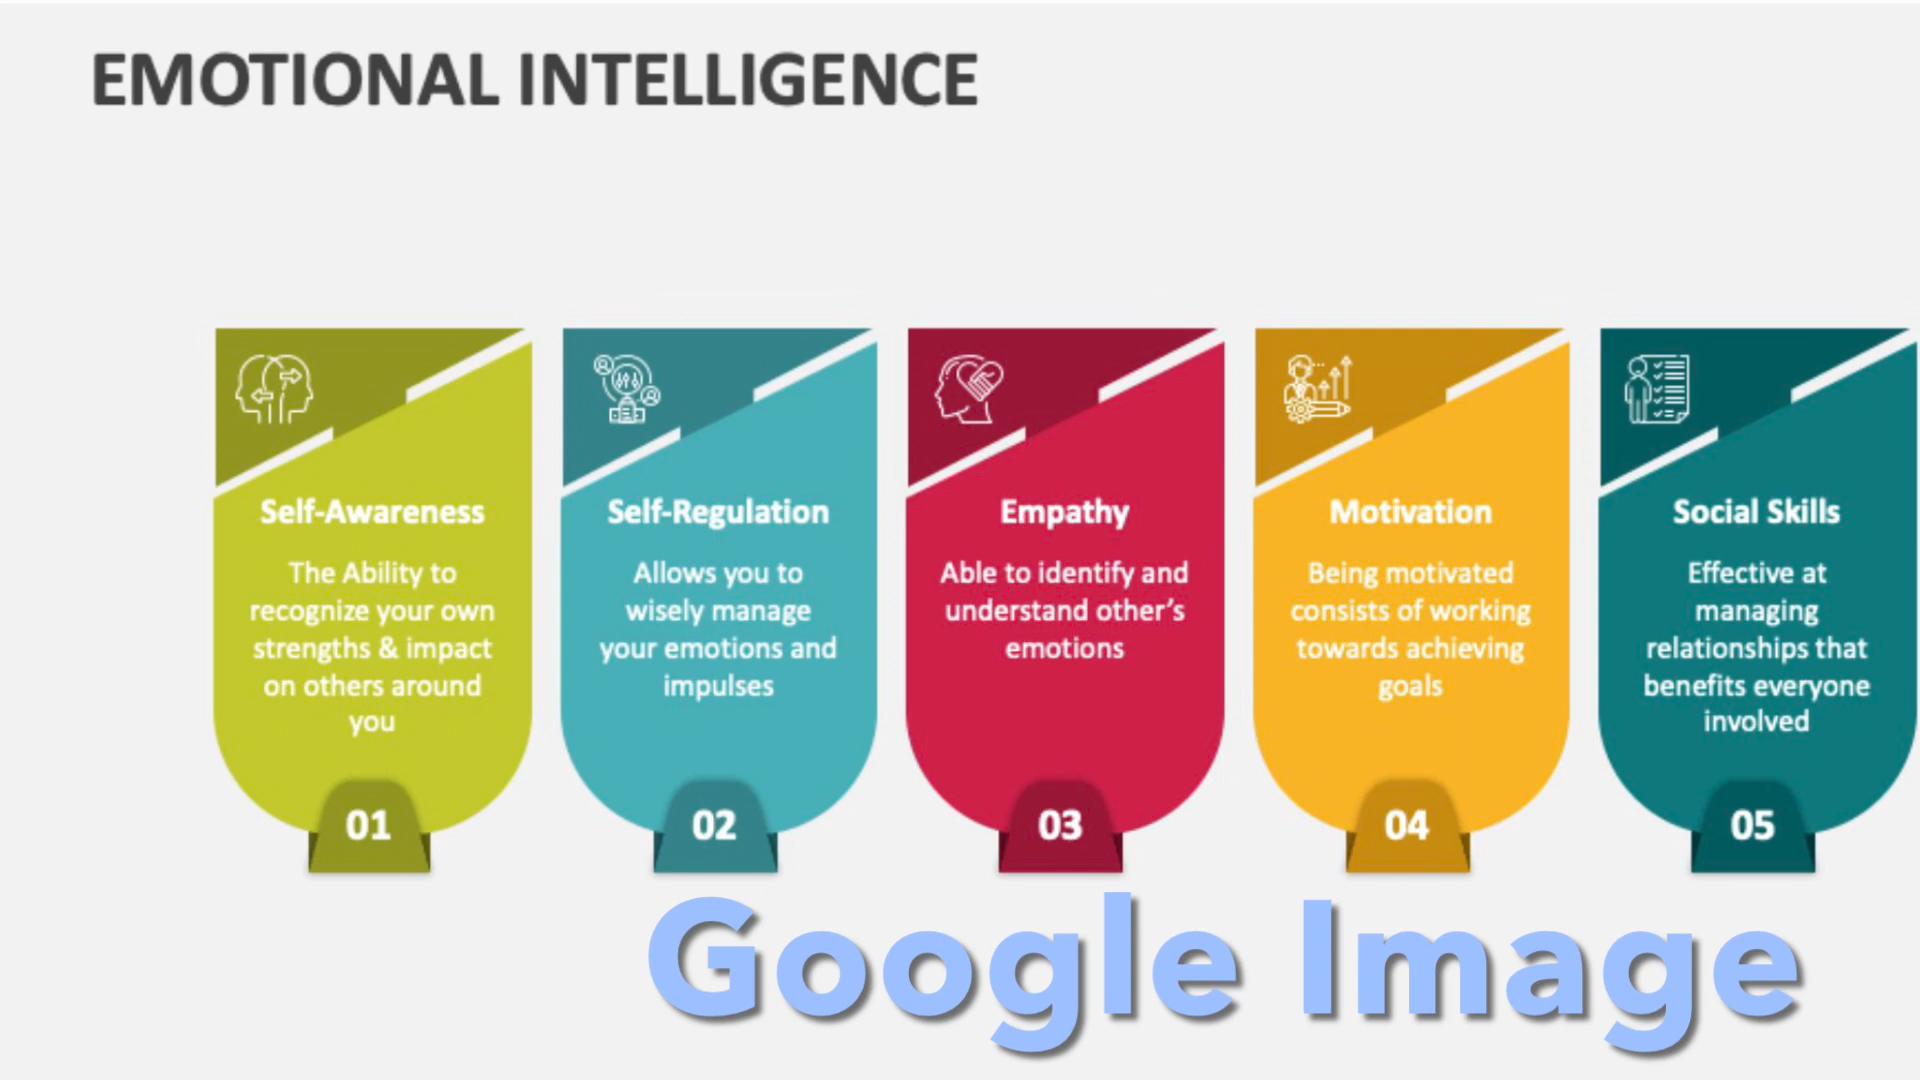 EMOTIONAL INTELLIGENCE
Self-Awareness
The Ability to
recognize your own
strengths & impact
on others around
you
01
Self-Regulation
Allows you to
wisely manage
your emotions and
impulses
02
Empathy
Able to identify and
understand other's
emotions
03
Motivation
Being motivated
consists of working
towards achieving
goals
04
Social Skills
Effective at
managing
relationships that
benefits everyone
involved
05
Google Image